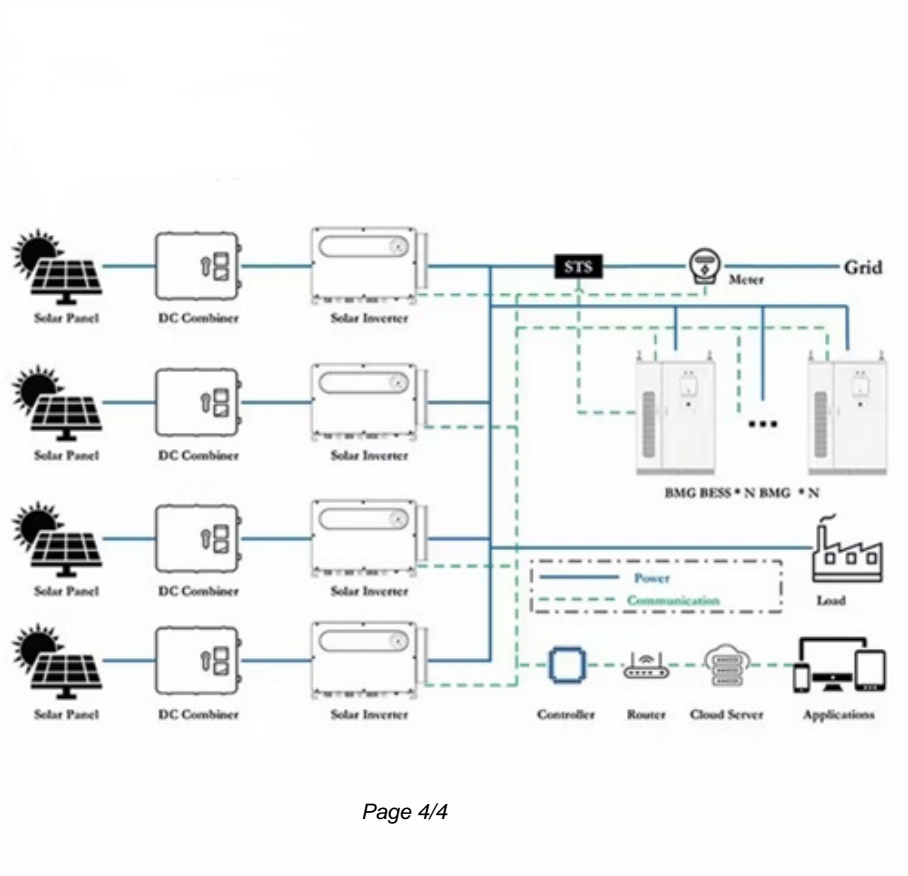 STS
Meter
Grid
Solar Panel
DC Combiner
Solar Inverter
Solar Panel
DC Combiner
Solar Inverter
BMG BESS * N BMG * N
Solar Panel
DC Combiner
Solar Inverter
Power
Communication
Load
Solar Panel
DC Combiner
Solar Inverter
Controller
Router
Cloud Server
Applications
Page 4/4